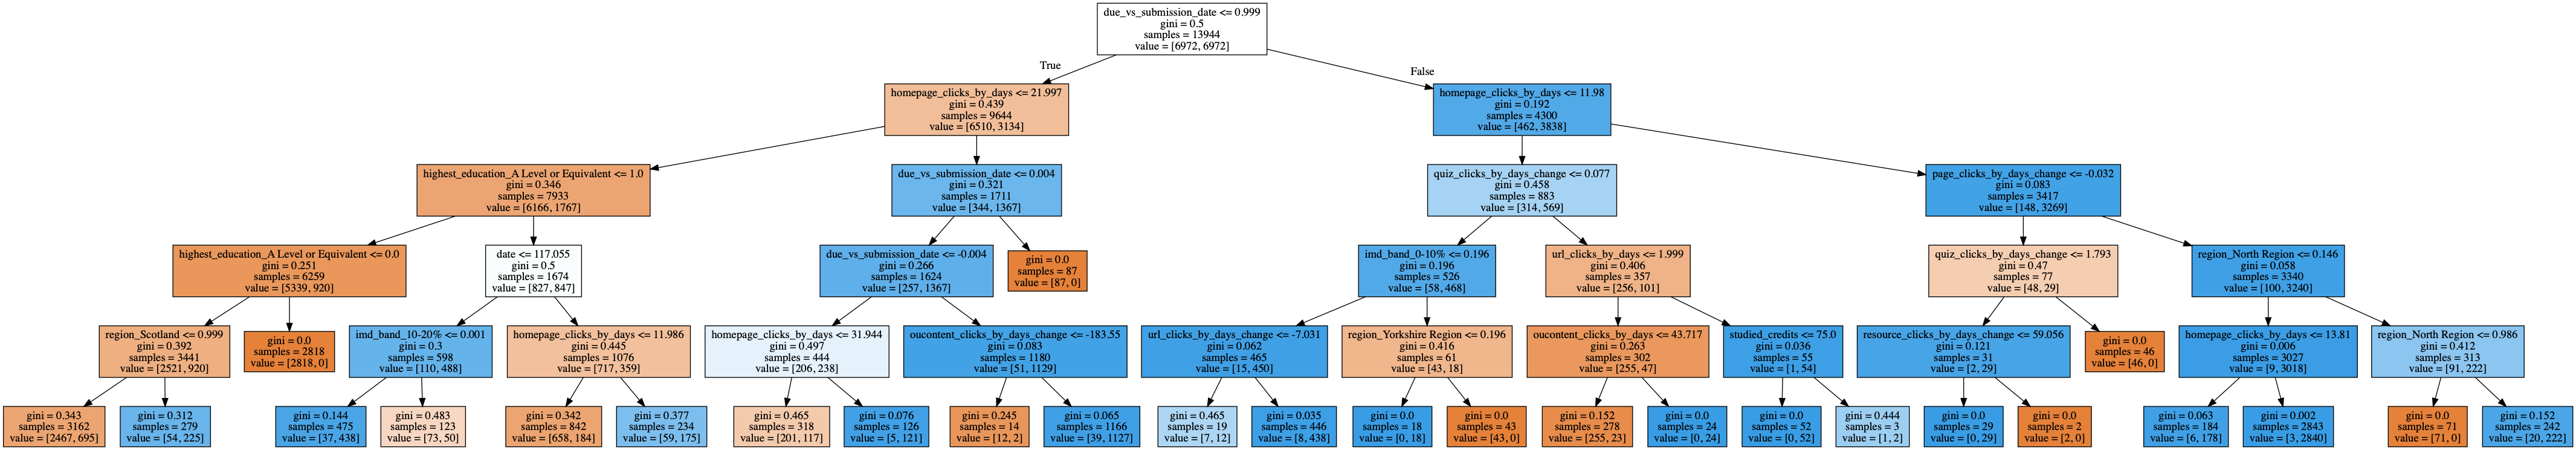 due_vs_submission_date <= 0.999
gini = 0.5
samples = 13944
value = [6972, 6972]
True
False
homepage_clicks_by_days <= 21.997
gini = 0.439
samples = 9644
value = [6510, 3134]
homepage_clicks_by_days <= 11.98
gini = 0.192
samples = 4300
value = [462, 3838]
highest_education_A Level or Equivalent <= 1.0
gini = 0.346
samples = 7933
value = [6166, 1767]
due_vs_submission_date <= 0.004
gini = 0.321
samples = 1711
value = [344, 1367]
quiz_clicks_by_days_change <= 0.077
gini = 0.458
samples = 883
value = [314, 569]
page_clicks_by_days_change <= -0.032
gini = 0.083
samples = 3417
value = [148, 3269]
highest_education_A Level or Equivalent <= 0.0
gini = 0.251
samples = 6259
value = [5339, 920]
date <= 117.055
gini = 0.5
samples = 1674
value = [827, 847]
due_vs_submission_date <= -0.004
gini = 0.266
samples = 1624
value = [257, 1367]
gini = 0.0
samples = 87
value = [87, 0]
imd_band_0-10% <= 0.196
gini = 0.196
samples = 526
value = [58, 468]
url_clicks_by_days <= 1.999
gini = 0.406
samples = 357
value = [256, 101]
quiz_clicks_by_days_change <= 1.793
gini = 0.47
samples = 77
value = [48, 29]
region_North Region <= 0.146
gini = 0.058
samples = 3340
value = [100, 3240]
region_Scotland <= 0.999
gini = 0.392
samples = 3441
value = [2521, 920]
gini = 0.0
samples = 2818
value = [2818, 0]
imd_band_10-20% <= 0.001
gini = 0.3
samples = 598
value = [110, 488]
homepage_clicks_by_days <= 11.986
gini = 0.445
samples = 1076
value = [717, 359]
homepage_clicks_by_days <= 31.944
gini = 0.497
samples = 444
value = [206, 238]
oucontent_clicks_by_days_change <= -183.55
gini = 0.083
samples = 1180
value = [51, 1129]
url_clicks_by_days_change <= -7.031
gini = 0.062
samples = 465
value = [15, 450]
region_Yorkshire Region <= 0.196
gini = 0.416
samples = 61
value = [43, 18]
oucontent_clicks_by_days <= 43.717
gini = 0.263
samples = 302
value = [255, 47]
studied_credits <= 75.0
gini = 0.036
samples = 55
value = [1, 54]
resource_clicks_by_days_change <= 59.056
gini = 0.121
samples = 31
value = [2, 29]
gini = 0.0
samples = 46
value = [46, 0]
homepage_clicks_by_days <= 13.81
gini = 0.006
samples = 3027
value = [9, 3018]
region_North Region <= 0.986
gini = 0.412
samples = 313
value = [91, 222]
gini = 0.343
samples = 3162
value = [2467, 695]
gini = 0.312
samples = 279
value = [54, 225]
gini = 0.144
samples = 475
value = [37, 438]
gini = 0.483
samples = 123
value = [73, 50]
gini = 0.342
samples = 842
value = [658, 184]
gini = 0.377
samples = 234
value = [59, 175]
gini = 0.465
samples = 318
value = [201, 117]
gini = 0.076
samples = 126
value = [5, 121]
gini = 0.245
samples = 14
value = [12, 2]
gini = 0.065
samples = 1166
value = [39, 1127]
gini = 0.465
samples = 19
value = [7, 12]
gini = 0.035
samples = 446
value = [8, 438]
gini = 0.0
samples = 18
value = [0, 18]
gini = 0.0
samples = 43
value = [43, 0]
gini = 0.152
samples = 278
value = [255, 23]
gini = 0.0
samples = 24
value = [0, 24]
gini = 0.0
samples = 52
value = [0, 52]
gini = 0.444
samples = 3
value = [1, 2]
gini = 0.0
samples = 29
value = [0, 29]
gini = 0.0
samples = 2
value = [2, 0]
gini = 0.063
samples = 184
value = [6, 178]
gini = 0.002
samples = 2843
value = [3, 2840]
gini = 0.0
samples = 71
value = [71, 0]
gini = 0.152
samples = 242
value = [20, 222]